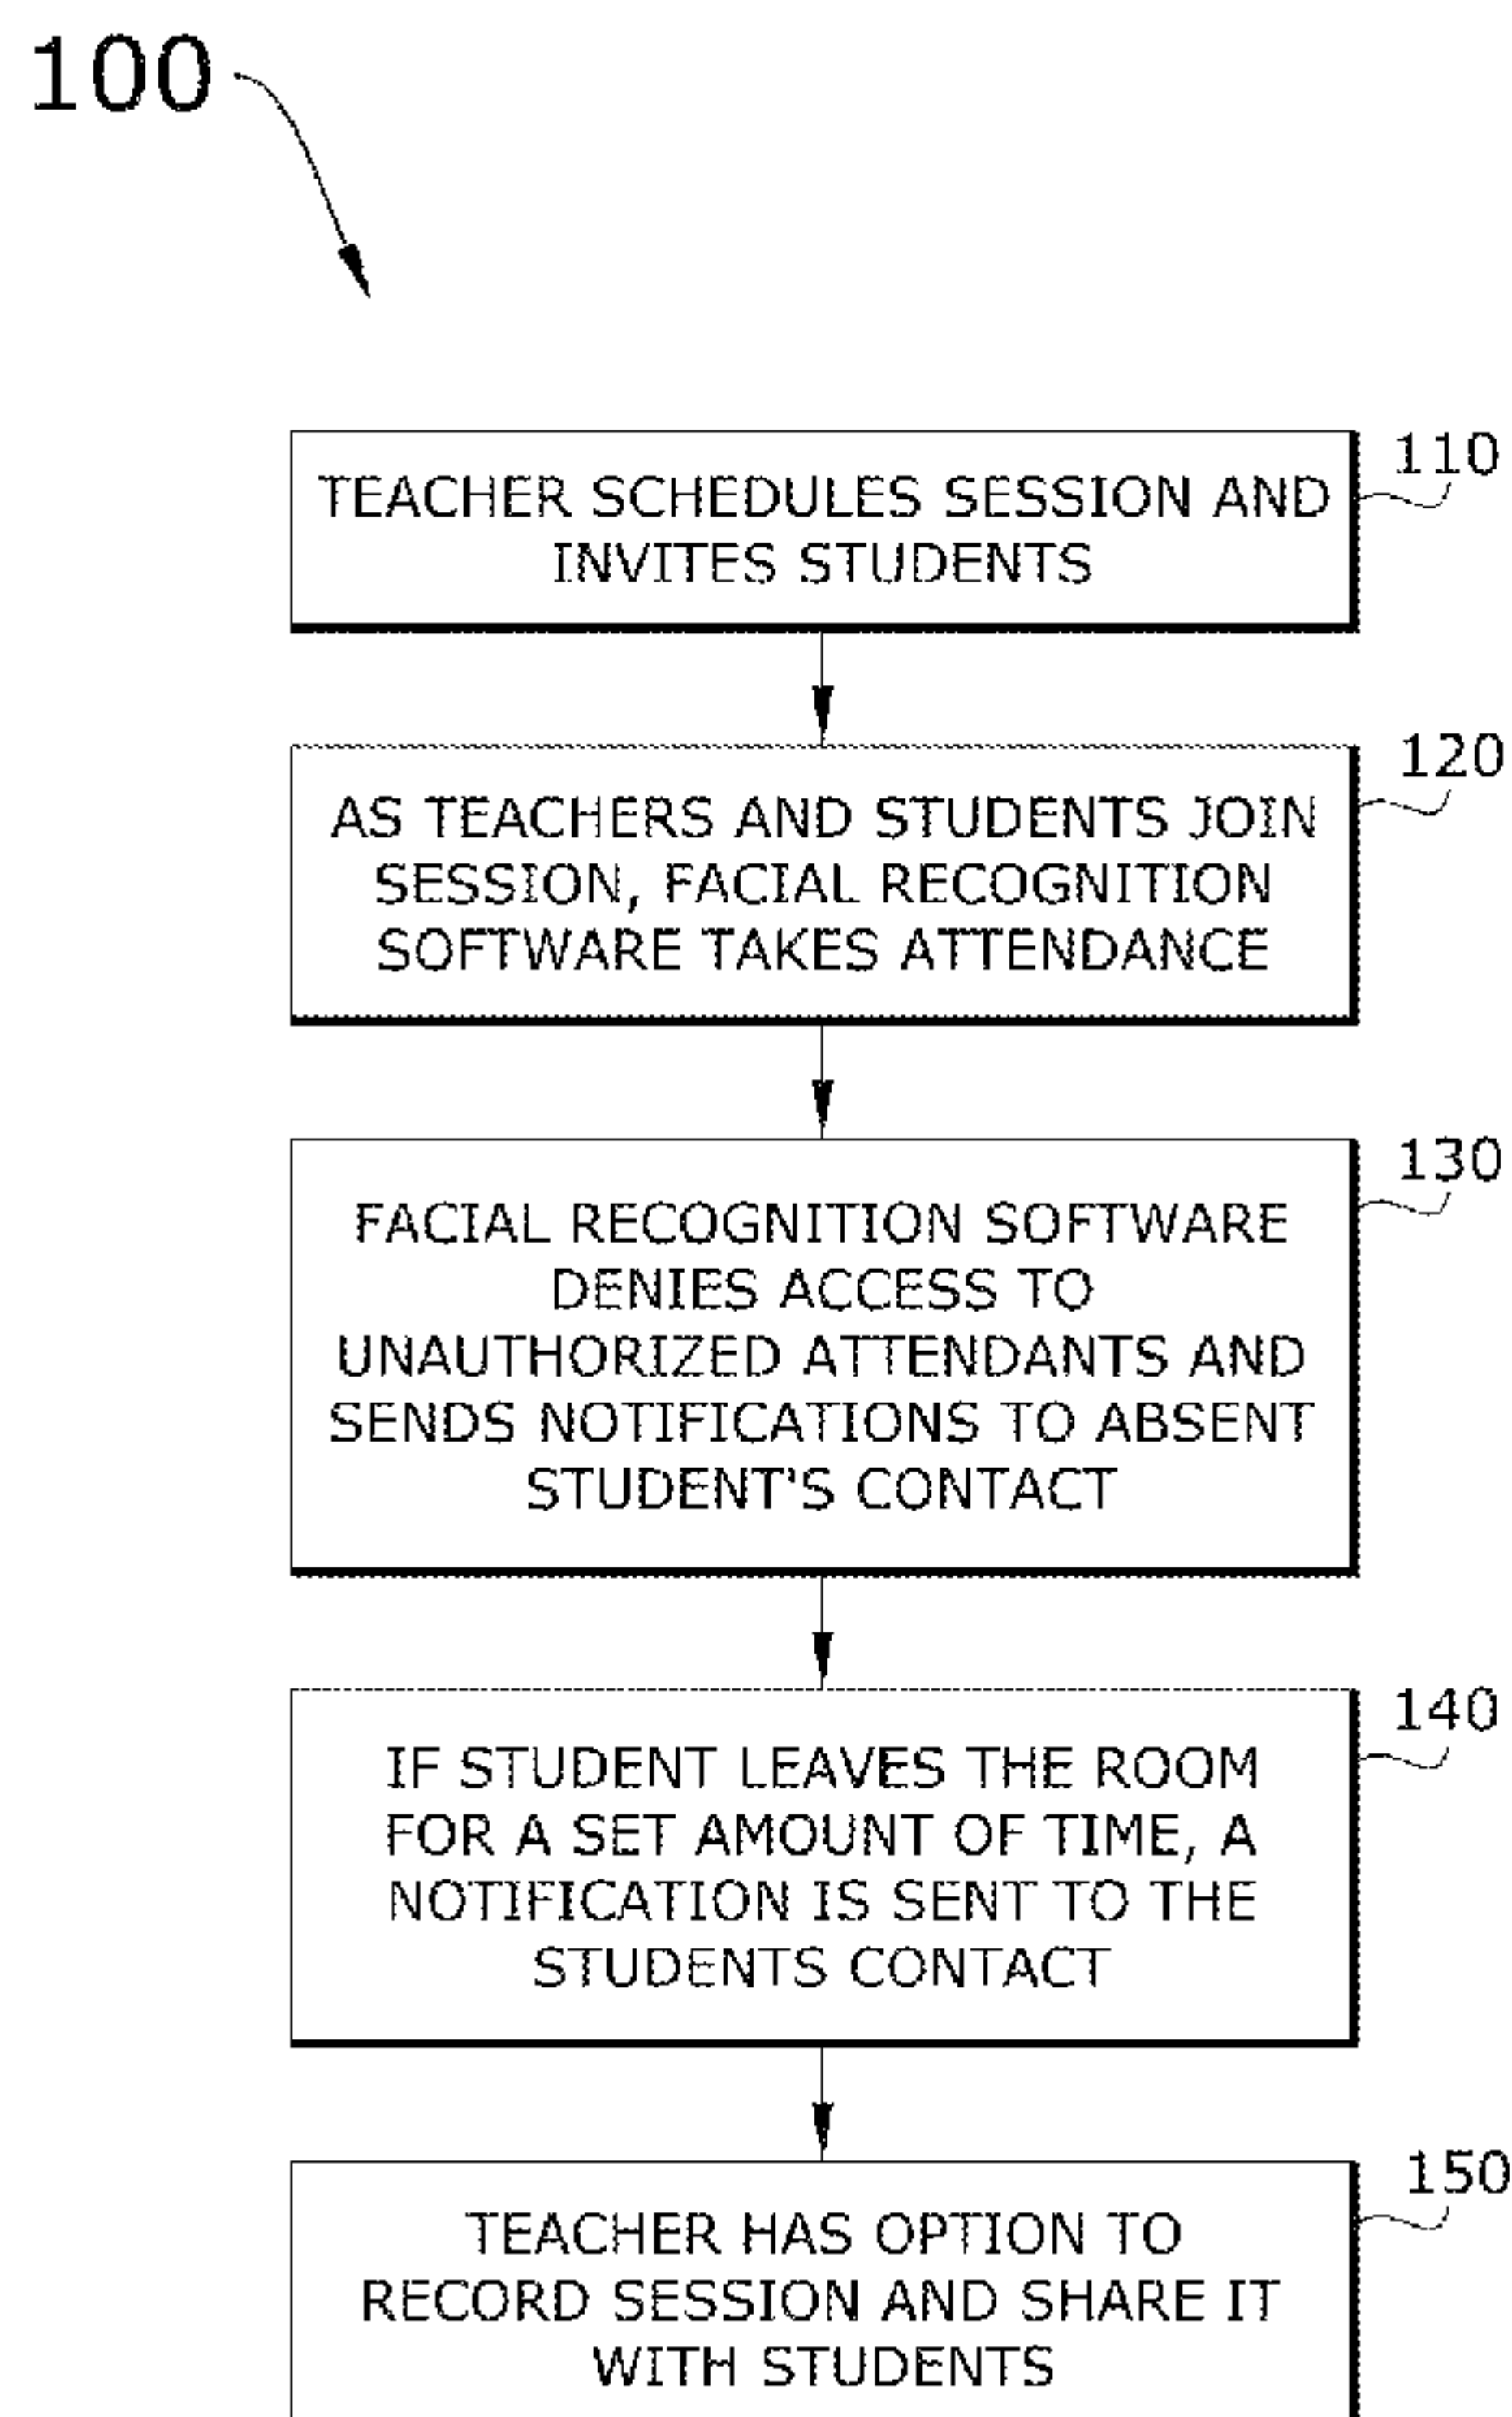 100
110
TEACHER SCHEDULES SESSION AND
INVITES STUDENTS
120
AS TEACHERS AND STUDENTS JOIN
SESSION, FACIAL RECOGNITION
SOFTWARE TAKES ATTENDANCE
130
FACIAL RECOGNITION SOFTWARE
DENIES ACCESS TO
UNAUTHORIZED ATTENDANTS AND
SENDS NOTIFICATIONS TO ABSENT
STUDENT'S CONTACT
140
IF STUDENT LEAVES THE ROOM
FOR A SET AMOUNT OF TIME, A
NOTIFICATION IS SENT TO THE
STUDENTS CONTACT
150
TEACHER HAS OPTION TO
RECORD SESSION AND SHARE IT
WITH STUDENTS